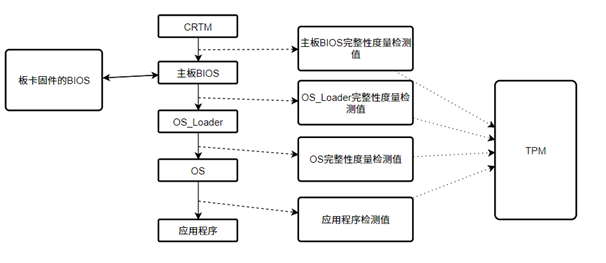 CRTM
主板BIOS完整性度量检测
值
板卡固件的BIOS
主板BIOS
OS_Loader完整性度量检
测值
OS_Loader
TPM
OS完整性度量检测值
OS
应用程序检测值
应用程序